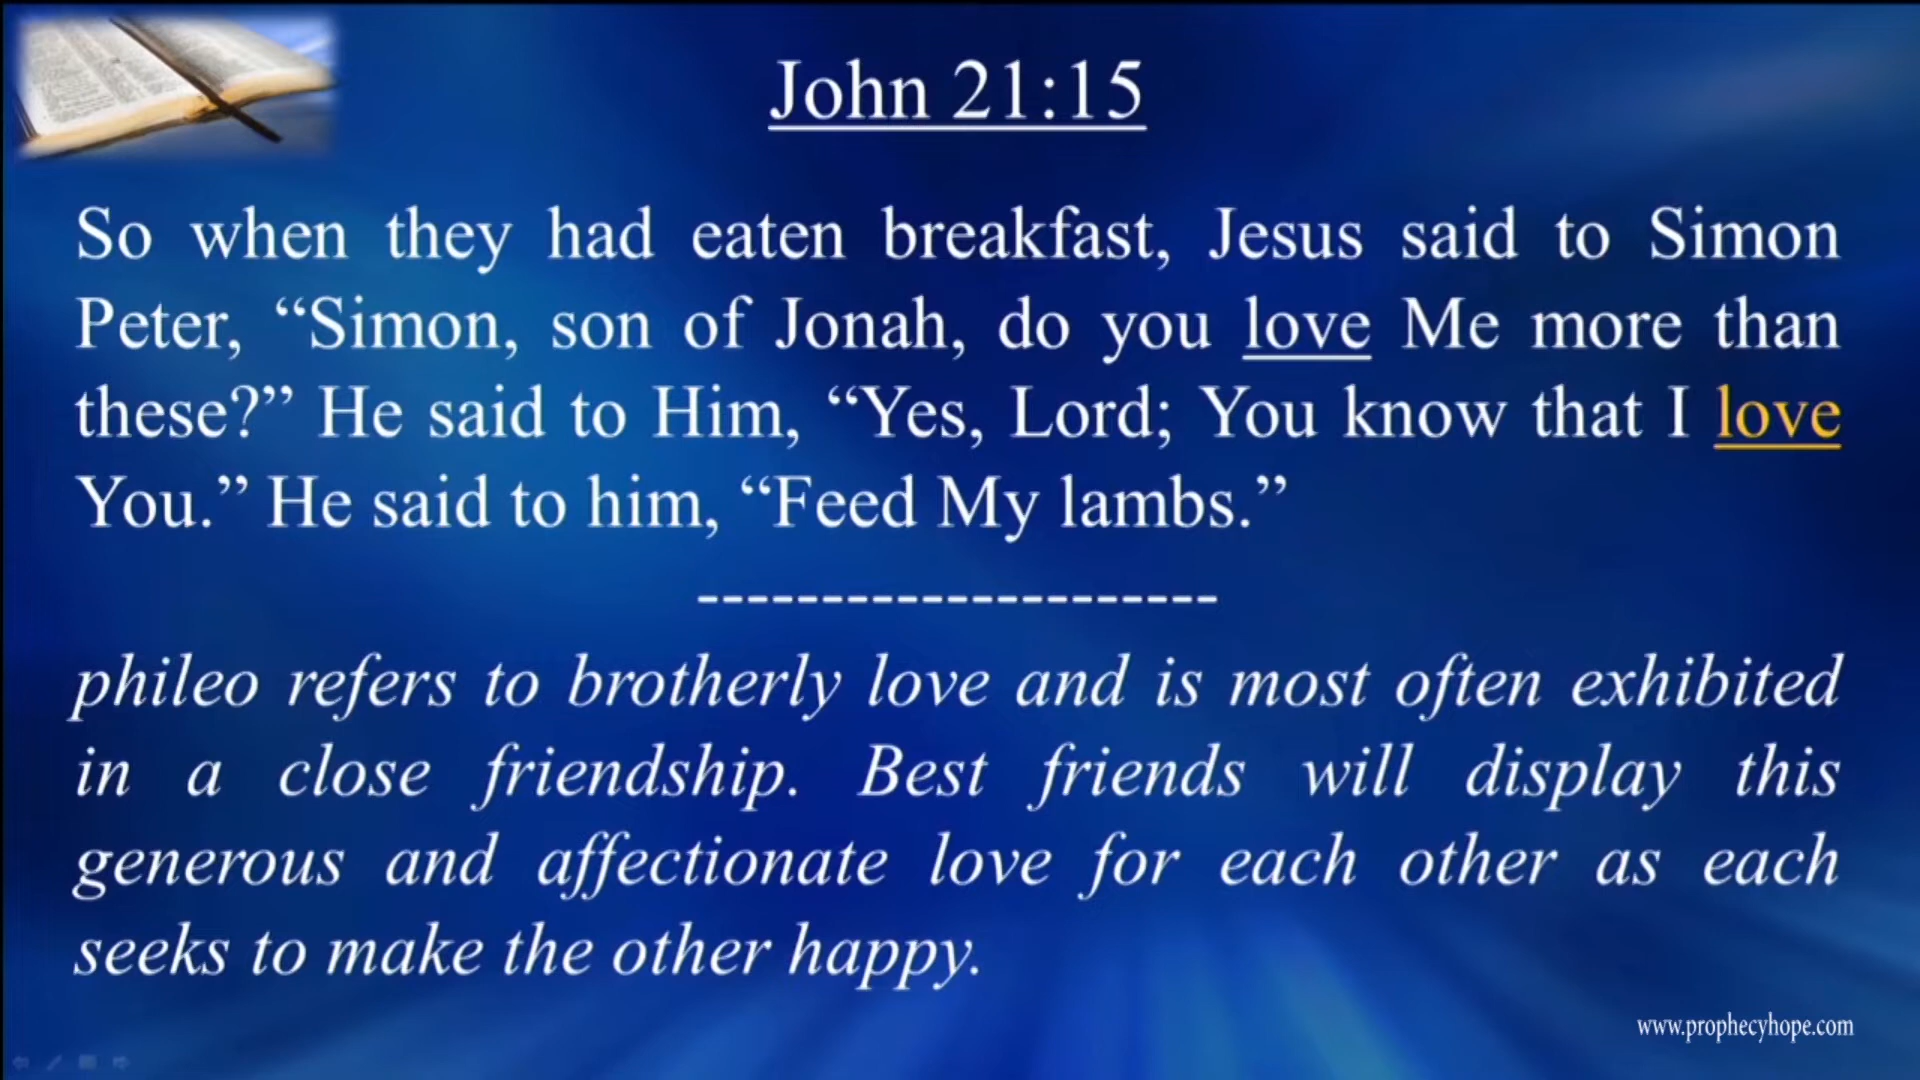 John 21:15
So when they had eaten breakfast, Jesus said to Simon
Peter, “Simon, son of Jonah, do you love Me more than
these?” He said to Him, “Yes, Lord; You know that I love
You.” He said to him, “Feed My lambs.”
---------------------
phileo refers to brotherly love and is most often exhibited
in a close friendship. Best friends will display this
generous and affectionate love for each other as each
seeks to make the other happy.
www.prophecyhope.com